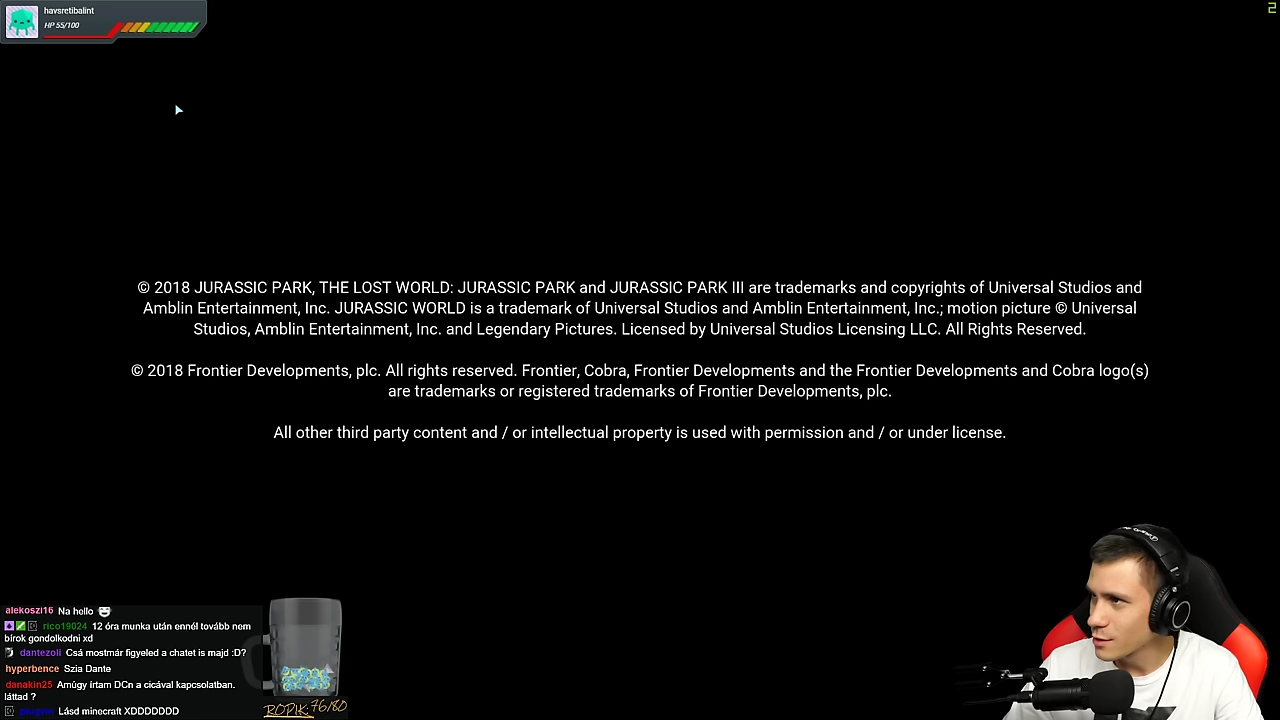 havsretibalint
HP 55/100
2
© 2018 JURASSIC PARK, THE LOST WORLD: JURASSIC PARK and JURASSIC PARK III are trademarks and copyrights of Universal Studios and
Amblin Entertainment, Inc. JURASSIC WORLD is a trademark of Universal Studios and Amblin Entertainment, Inc.; motion picture © Universal
Studios, Amblin Entertainment, Inc. and Legendary Pictures. Licensed by Universal Studios Licensing LLC. All Rights Reserved.
© 2018 Frontier Developments, plc. All rights reserved. Frontier, Cobra, Frontier Developments and the Frontier Developments and Cobra logo(s)
are trademarks or registered trademarks of Frontier Developments, plc.
All other third party content and / or intellectual property is used with permission and / or under license.
alekoszi16 Na hello
rico19024 12 óra munka után ennél tovább nem
bírok gondolkodni xd
dantezoli Csá mostmár figyeled a chatet is majd :D?
hyperbence Szia Dante
danakin25 Amúgy írtam DCn a cicával kapcsolatban.
láttad ?
Lásd minecraft XDDDDDDD
ROPIK: 76/80